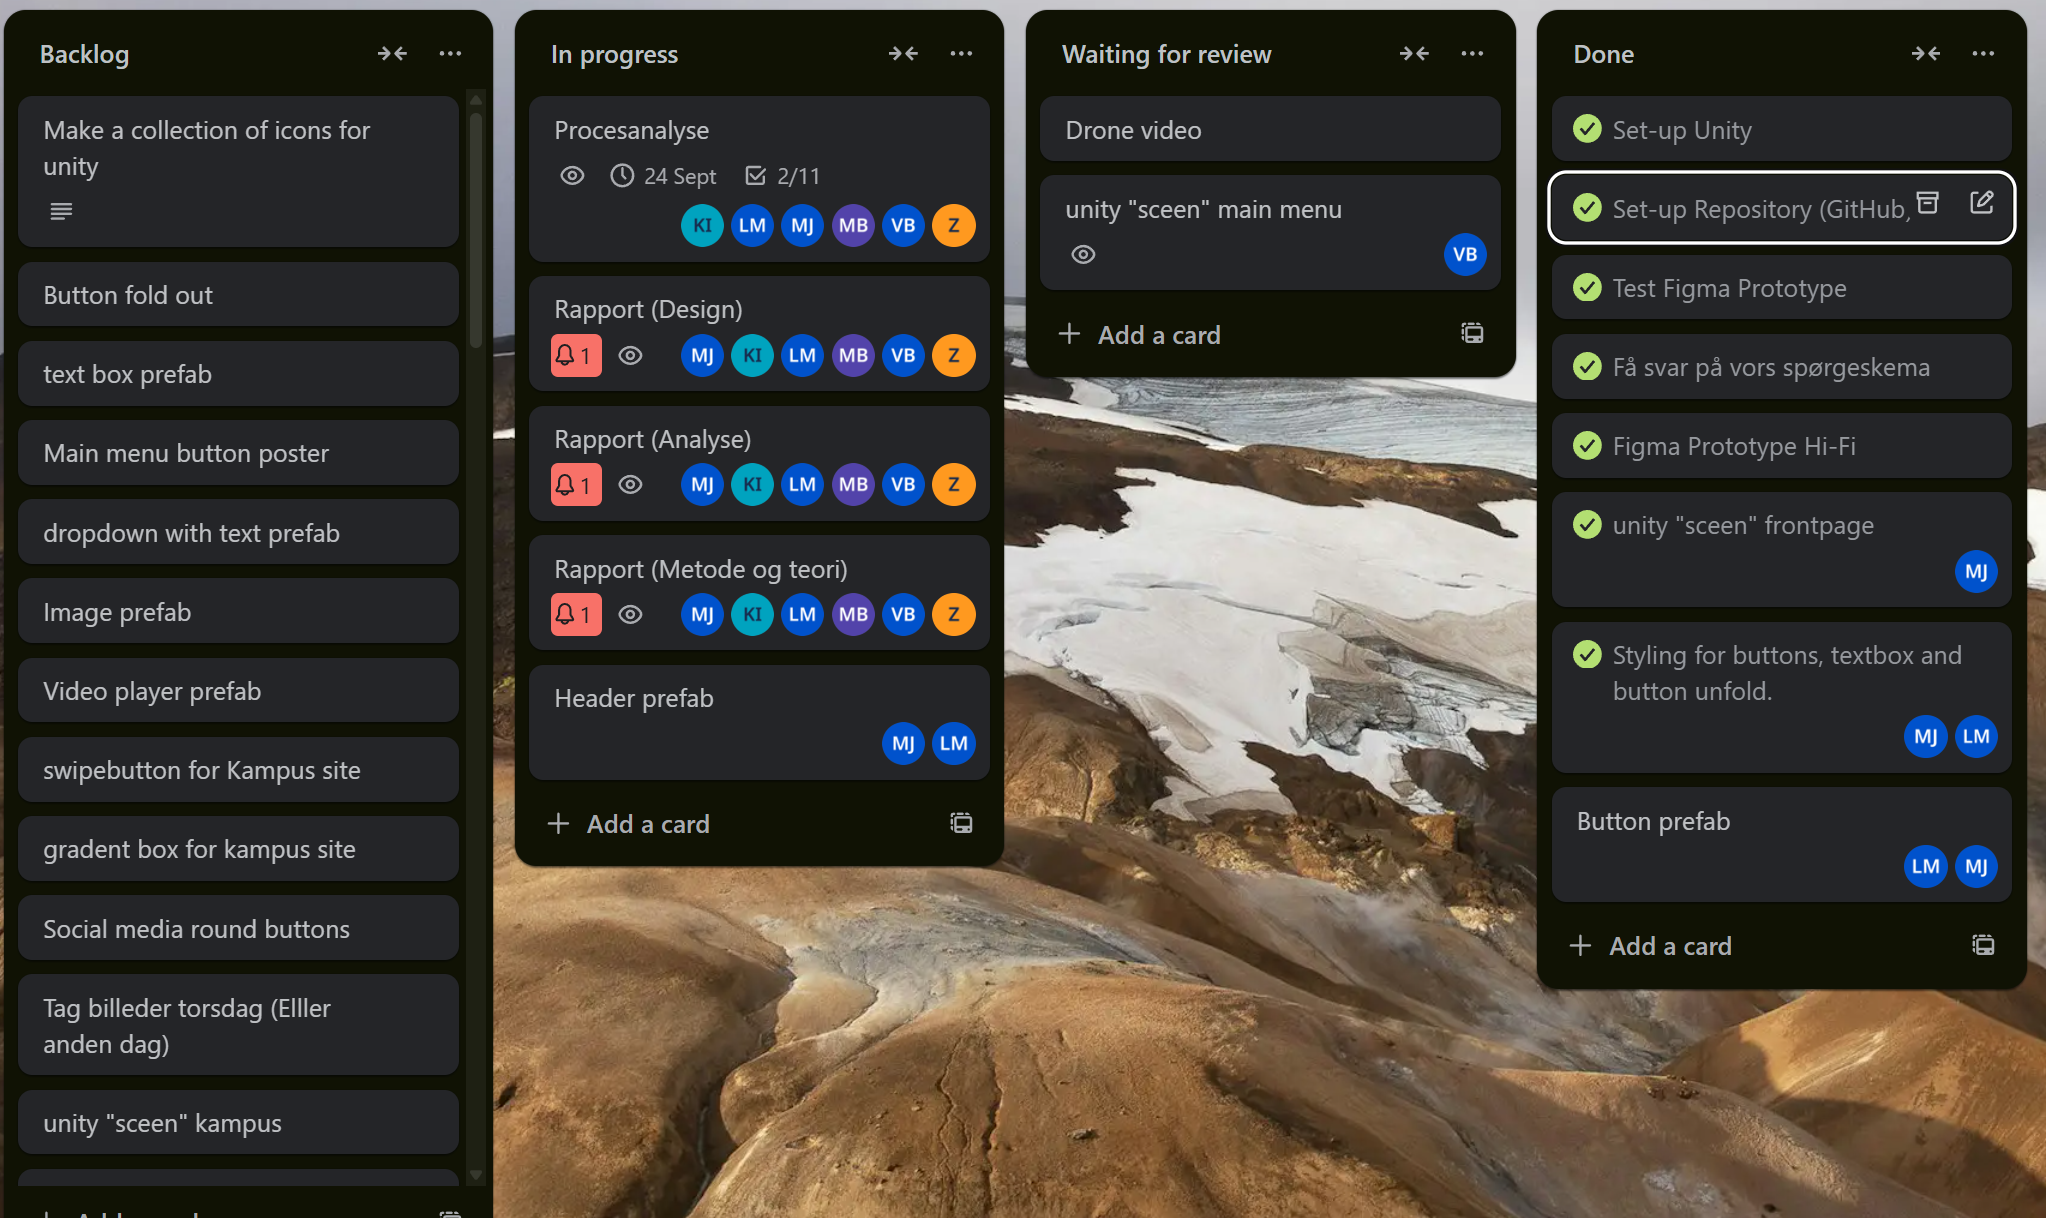 Backlog
Make a collection of icons for
unity
Button fold out
text box prefab
Main menu button poster
dropdown with text prefab
Image prefab
Video player prefab
swipebutton for Kampus site
gradent box for kampus site
Social media round buttons
Tag billeder torsdag (Elller
anden dag)
unity "sceen" kampus
In progress
Procesanalyse
24 Sept 2/11
KI LM MJ MB VB Z
Rapport (Design)
1 MJ KI LM MB VB Z
Rapport (Analyse)
1 MJ KI LM MB VB Z
Rapport (Metode og teori)
1 MJ KI LM MB VB Z
Header prefab
MJ LM
Add a card
Waiting for review
Drone video
unity "sceen" main menu
VB
Add a card
Done
Set-up Unity
Set-up Repository (GitHub,
Test Figma Prototype
Få svar på vors spørgeskema
Figma Prototype Hi-Fi
unity "sceen" frontpage
MJ
Styling for buttons, textbox and
button unfold.
MJ LM
Button prefab
LM MJ
Add a card